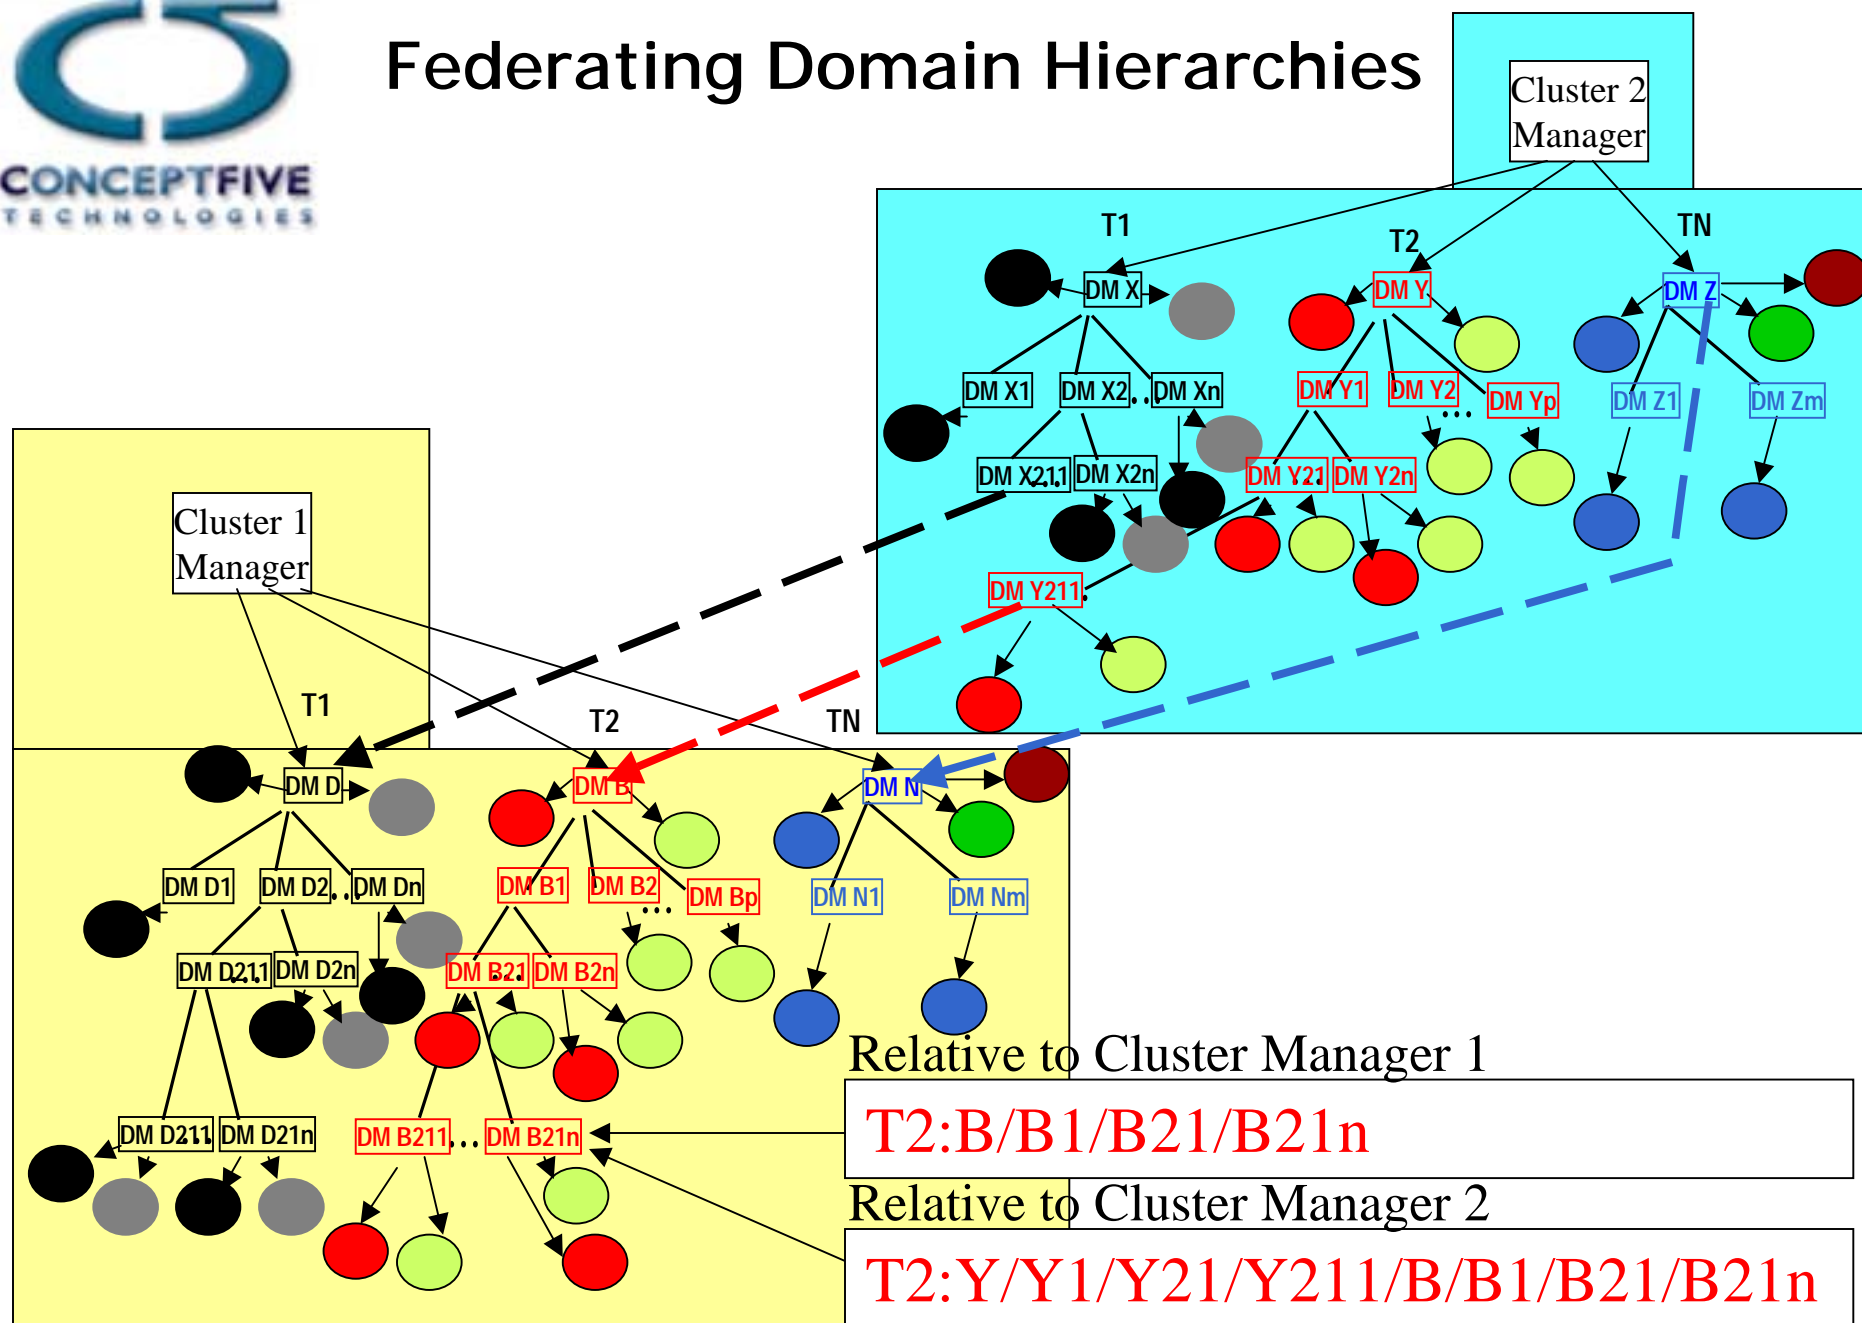 CONCEPTFIVE
TECHNOLOGIES
Federating Domain Hierarchies
Cluster 2
Manager
T1
T2
TN
DM X
DM Y
DM Z
DM X1
DM X2
...
DM Xn
DM Y1
DM Y2
...
DM Yp
DM Z1
DM Zm
DM X211
...
DM X2n
DM Y21
...
DM Y2n
DM Y211
Cluster 1
Manager
T1
T2
TN
DM D
DM B
DM N
DM D1
DM D2
...
DM Dn
DM B1
DM B2
...
DM Bp
DM N1
DM Nm
DM D211
...
DM D2n
DM B21
...
DM B2n
DM D211
...
DM D21n
DM B211
...
DM B21n
Relative to Cluster Manager 1
T2:B/B1/B21/B21n
Relative to Cluster Manager 2
T2:Y/Y1/Y21/Y211/B/B1/B21/B21n